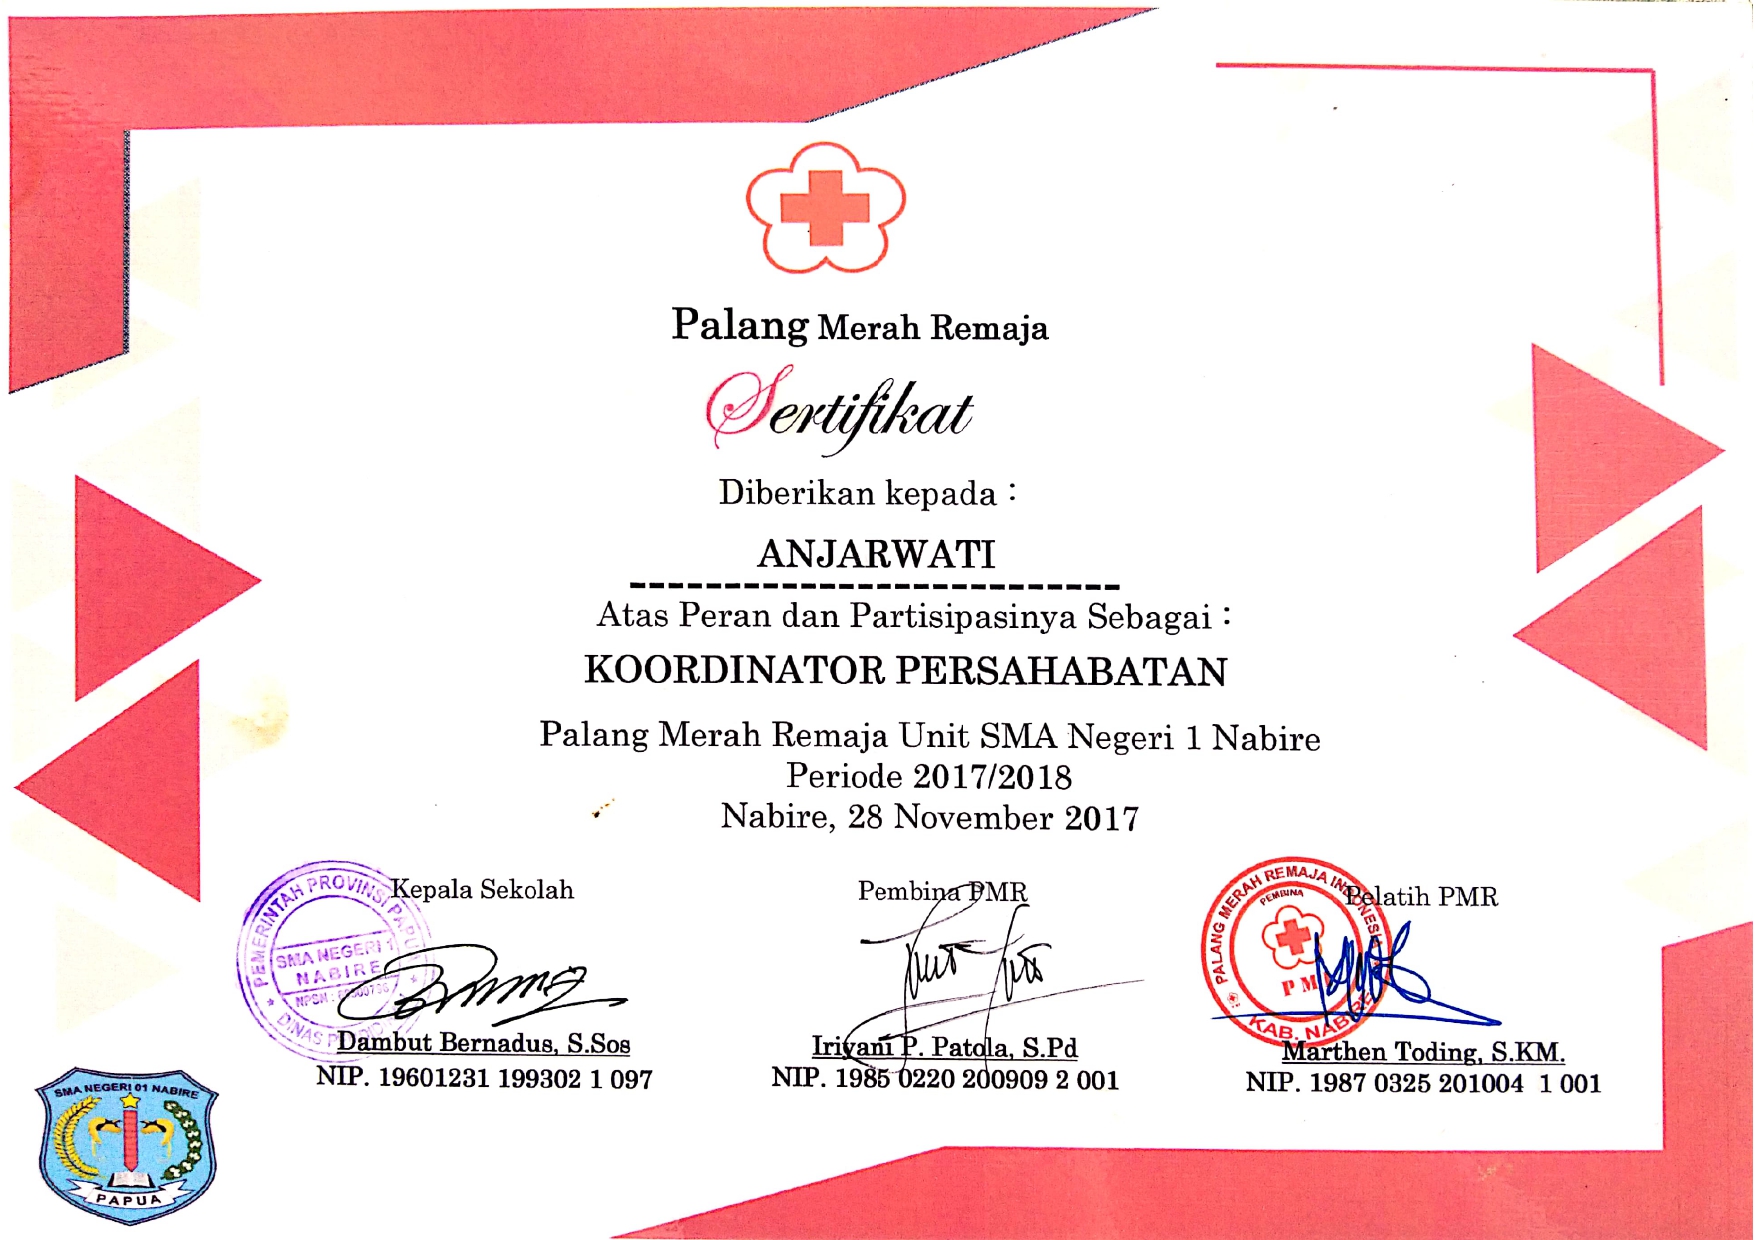 Palang Merah Remaja
Sertifikat
Diberikan kepada :
ANJARWATI
Atas Peran dan Partisipasinya Sebagai :
KOORDINATOR PERSAHABATAN
Palang Merah Remaja Unit SMA Negeri 1 Nabire
Periode 2017/2018
Nabire, 28 November 2017
Kepala Sekolah
PEMERINTAH PROVINSI PAPUA
SMA NEGERI 1
NABIRE
NPSN :
DINAS
Dambut Bernadus, S.Sos
NIP. 19601231 199302 1 097
Pembina PMR
Iriyani P. Patola, S.Pd
NIP. 1985 0220 200909 2 001
Pelatih PMR
PALANG MERAH REMAJA INDONESIA
PEMBINA
PMR
KAB. NABIRE
Marthen Toding, S.KM.
NIP. 1987 0325 201004 1 001
SMA NEGERI 01 NABIRE
PAPUA